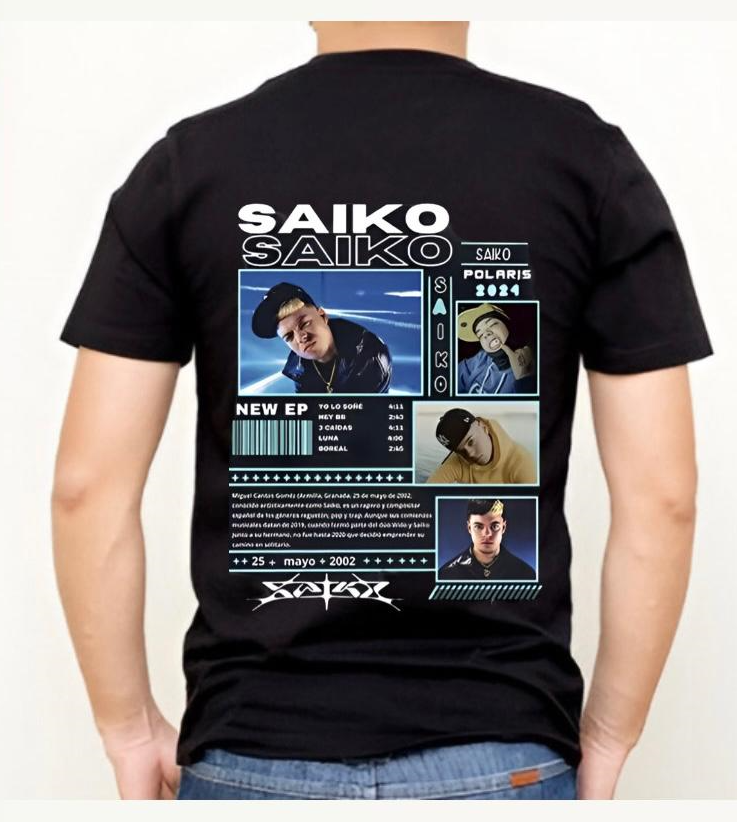 SAIKO
SAIKO
SAIKO
POLARIS
2024
SAIKO
NEW EP
YO LO SOÑÉ 4:11
HEY BB 2:43
3 CAÍDAS 4:11
LUNA 4:00
BOREAL 2:45
Miguel Cantos Gomés (Armilla, Granada, 25 de mayo de 2002;
conocido artísticamente como Saiko, es un rapero y compositor
español de los géneros reguetón, pop y trap. Aunque sus comienzos
musicales datan de 2019, cuando formó parte del dúo Wido y Saiko
junto a su hermano, no fue hasta 2020 que decidió emprender su
camino en solitario.
25 + mayo + 2002
SAIKO